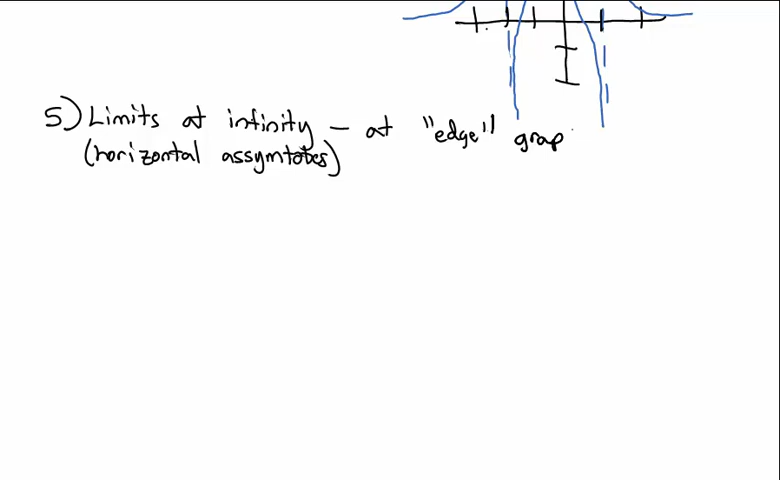 5) Limits at infinity – at "edge" grap
(horizontal assymtotes)